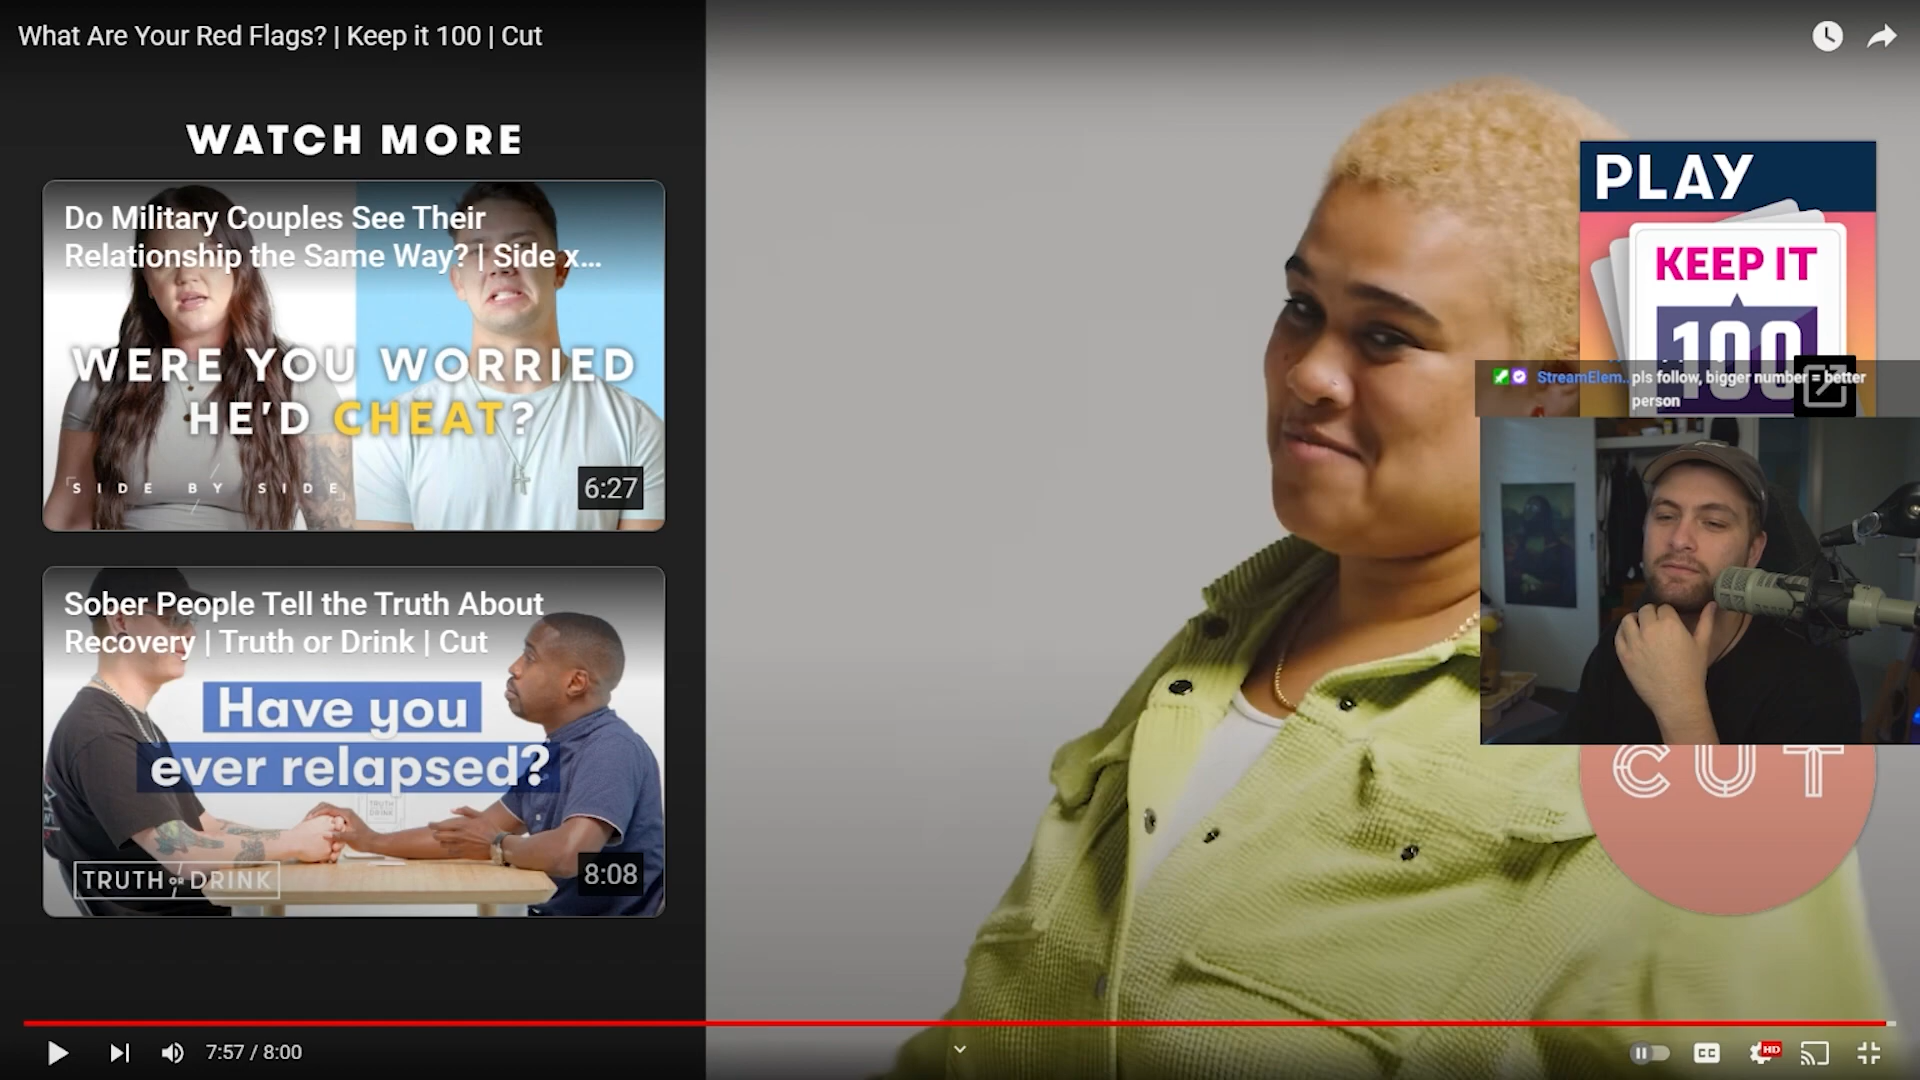 What Are Your Red Flags? | Keep it 100 | Cut
WATCH MORE
Do Military Couples See Their
Relationship the Same Way? | Side x...
WERE YOU WORRIED
HE'D CHEAT?
SIDE BY SIDE
6:27
Sober People Tell the Truth About
Recovery | Truth or Drink | Cut
Have you
ever relapsed?
TRUTH OR DRINK
8:08
PLAY
KEEP IT
100
StreamElem.. pls follow, bigger number = better
person
CUT
7:57 / 8:00
CC
HD